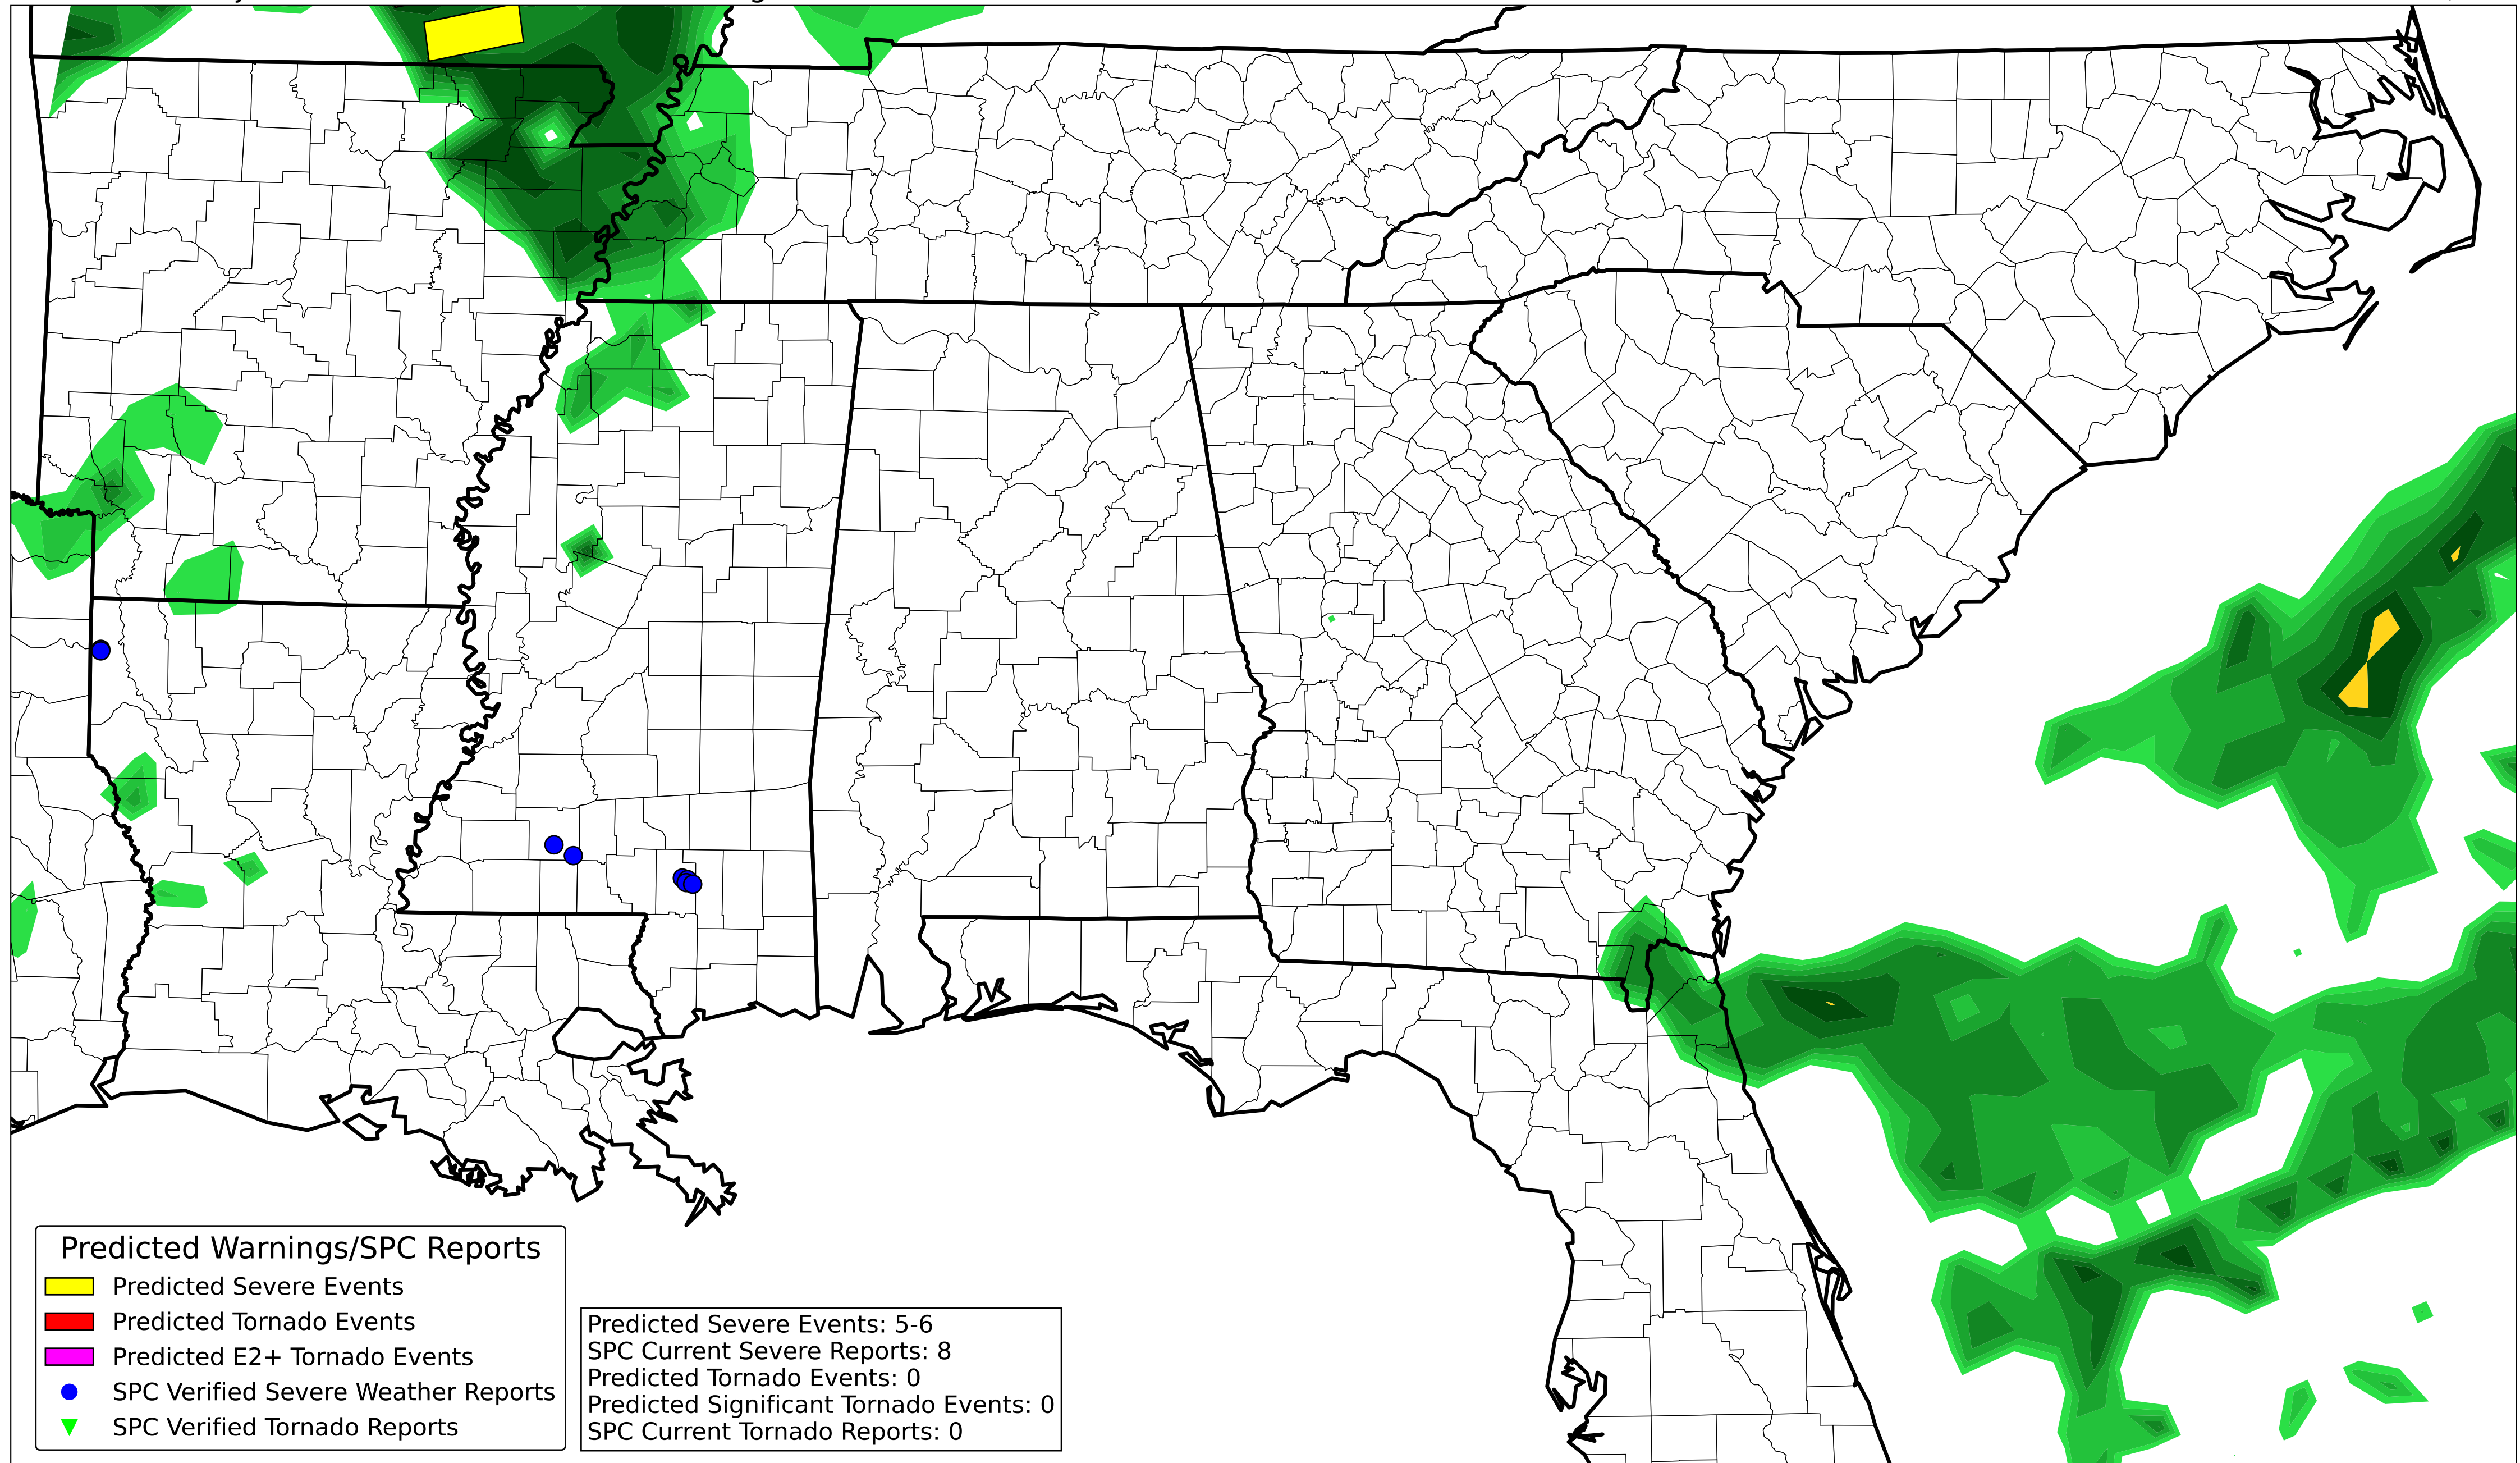 Predicted Warnings/SPC Reports
Predicted Severe Events
Predicted Tornado Events
Predicted E2+ Tornado Events
SPC Verified Severe Weather Reports
SPC Verified Tornado Reports
Predicted Severe Events: 5-6
SPC Current Severe Reports: 8
Predicted Tornado Events: 0
Predicted Significant Tornado Events: 0
SPC Current Tornado Reports: 0